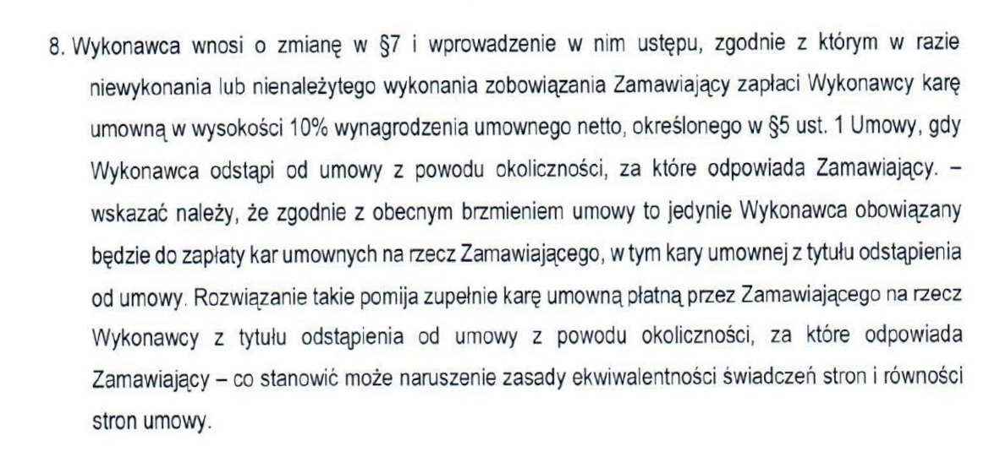 8. Wykonawca wnosi o zmianę w §7 i wprowadzenie w nim ustępu, zgodnie z którym w razie
niewykonania lub nienależytego wykonania zobowiązania Zamawiający zapłaci Wykonawcy karę
umowną w wysokości 10% wynagrodzenia umownego netto, określonego w §5 ust. 1 Umowy, gdy
Wykonawca odstąpi od umowy z powodu okoliczności, za które odpowiada Zamawiający. –
wskazać należy, że zgodnie z obecnym brzmieniem umowy to jedynie Wykonawca obowiązany
będzie do zapłaty kar umownych na rzecz Zamawiającego, w tym kary umownej z tytułu odstąpienia
od umowy. Rozwiązanie takie pomija zupełnie karę umowną płatną przez Zamawiającego na rzecz
Wykonawcy z tytułu odstąpienia od umowy z powodu okoliczności, za które odpowiada
Zamawiający – co stanowić może naruszenie zasady ekwiwalentności świadczeń stron i równości
stron umowy.